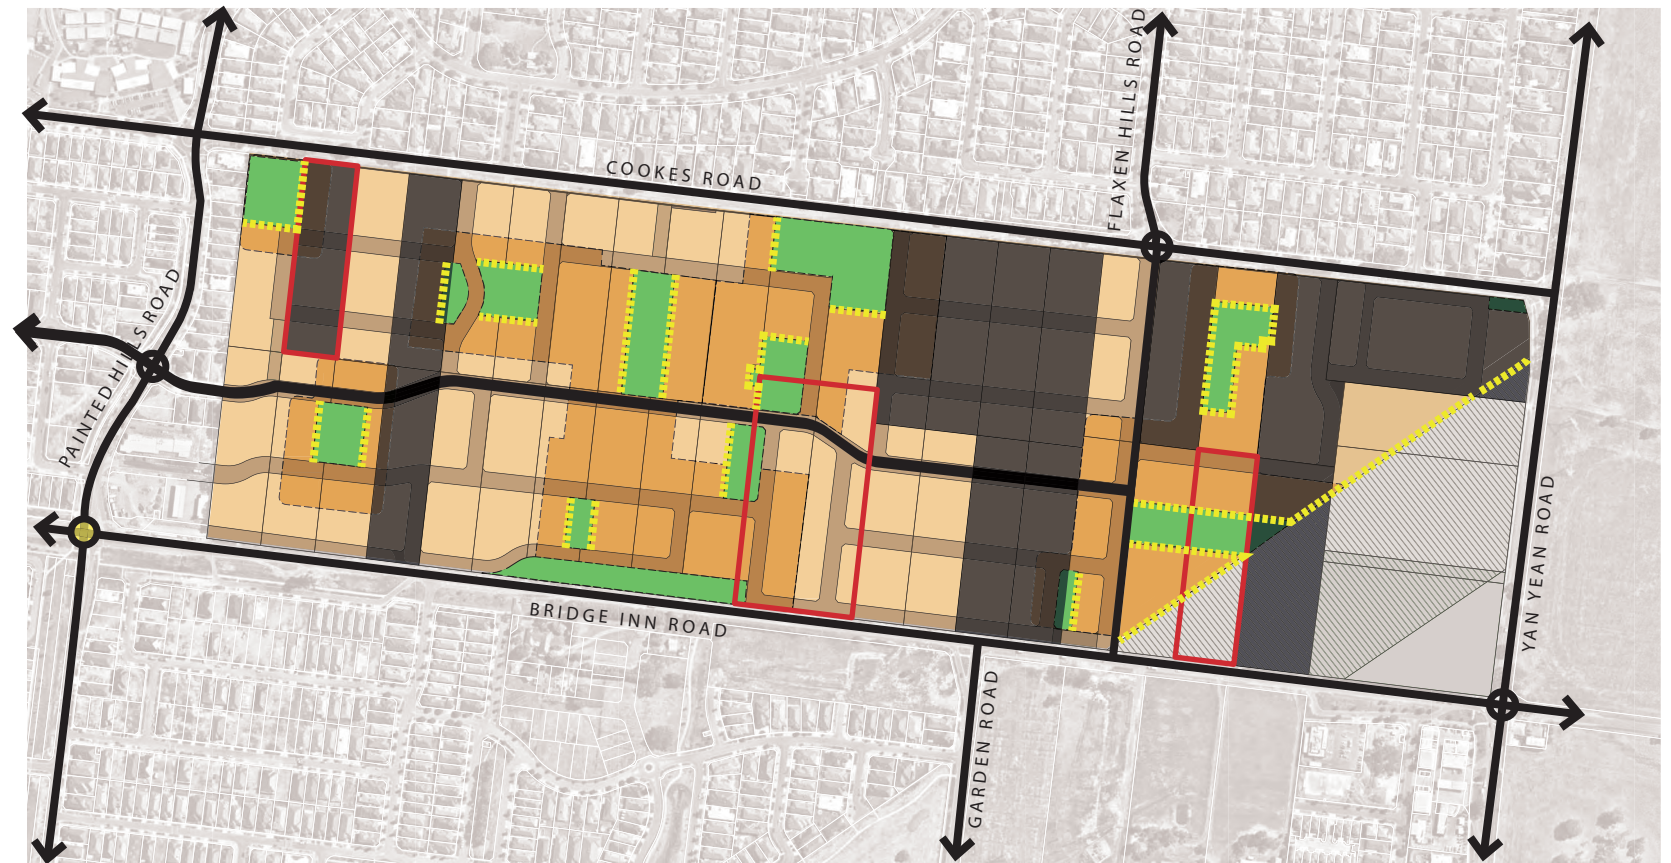 COOKES ROAD
FLAXEN HILLS ROAD
PAINTED HILLS ROAD
BRIDGE INN ROAD
YAN YEAN ROAD
GARDEN ROAD